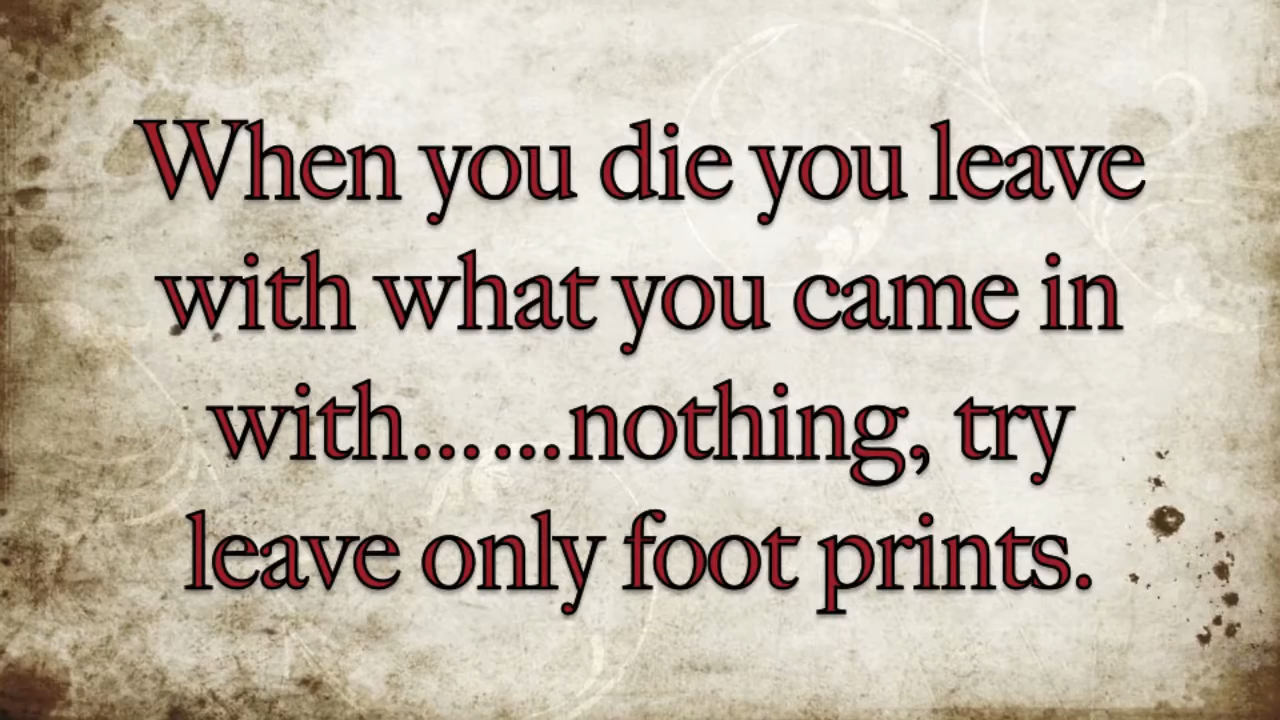 When you die you leave
with what you came in
with......nothing, try
leave only foot prints.